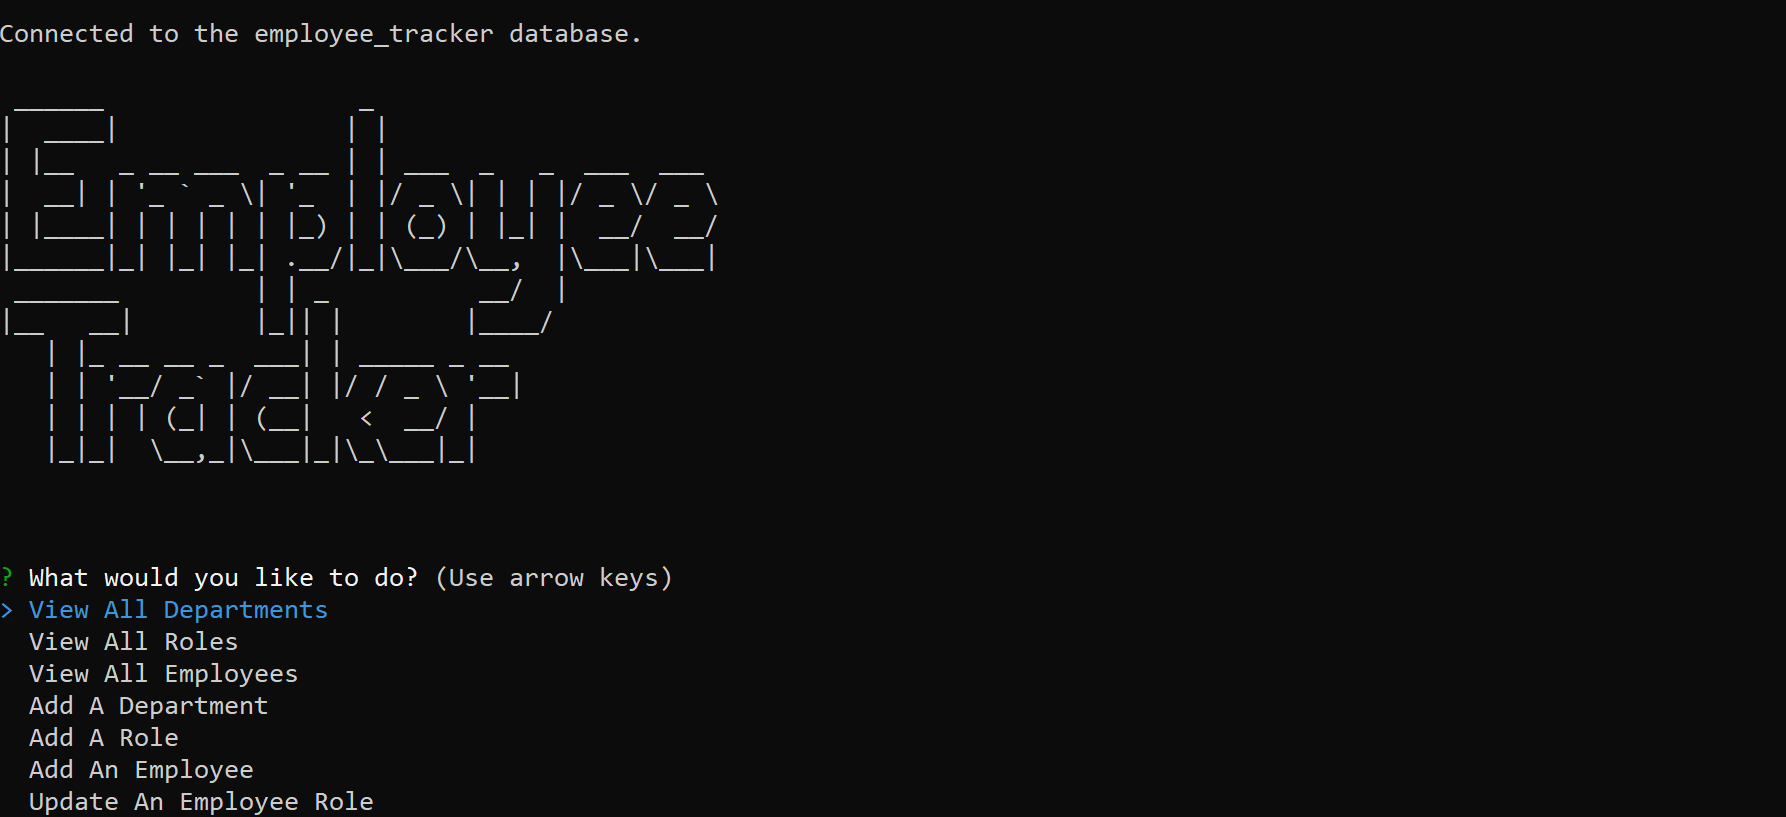 Connected to the employee_tracker database.
Employee
Tracker
? What would you like to do? (Use arrow keys)
> View All Departments
View All Roles
View All Employees
Add A Department
Add A Role
Add An Employee
Update An Employee Role